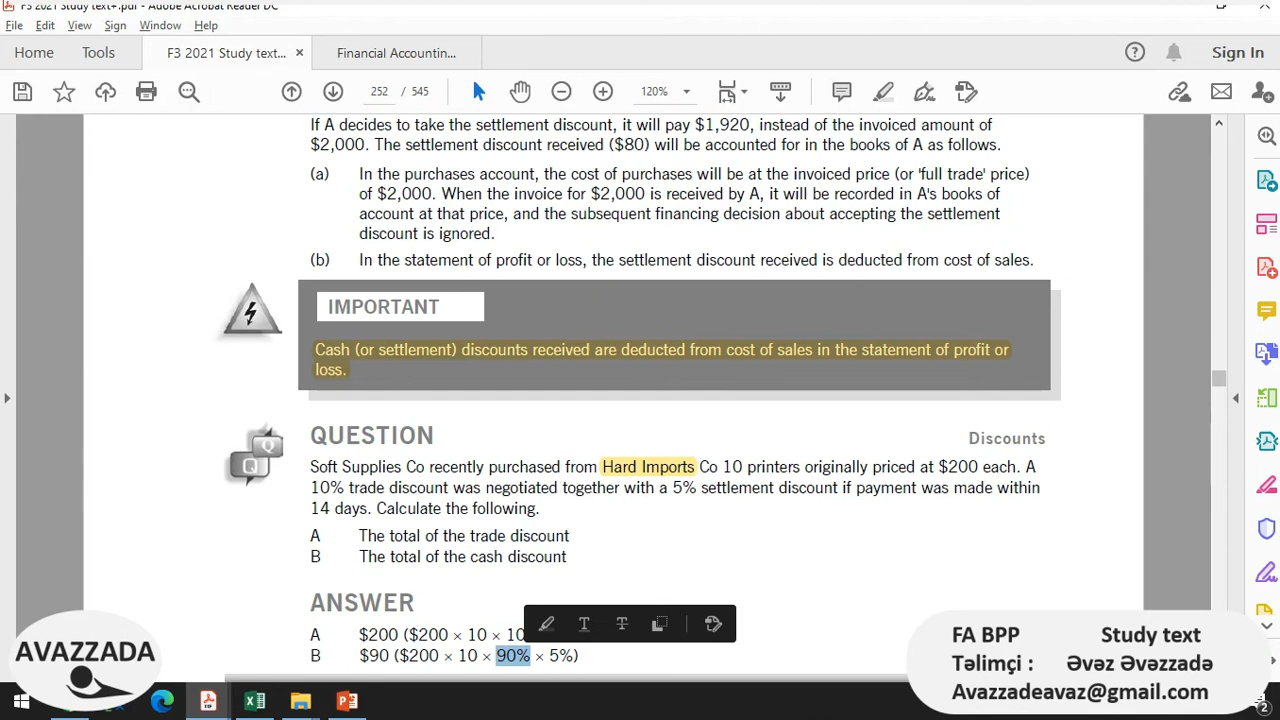 F3 2021 Study text+.pdf - Adobe Acrobat Reader DC
File Edit View Sign Window Help
Home Tools F3 2021 Study text... × Financial Accountin... Sign In
252 / 545 120%
If A decides to take the settlement discount, it will pay $1,920, instead of the invoiced amount of
$2,000. The settlement discount received ($80) will be accounted for in the books of A as follows.
(a) In the purchases account, the cost of purchases will be at the invoiced price (or 'full trade' price)
of $2,000. When the invoice for $2,000 is received by A, it will be recorded in A's books of
account at that price, and the subsequent financing decision about accepting the settlement
discount is ignored.
(b) In the statement of profit or loss, the settlement discount received is deducted from cost of sales.
IMPORTANT
Cash (or settlement) discounts received are deducted from cost of sales in the statement of profit or
loss.
QUESTION
Discounts
Soft Supplies Co recently purchased from Hard Imports Co 10 printers originally priced at $200 each. A
10% trade discount was negotiated together with a 5% settlement discount if payment was made within
14 days. Calculate the following.
A The total of the trade discount
B The total of the cash discount
ANSWER
A $200 ($200 × 10 × 10
B $90 ($200 × 10 × 90% × 5%)
AVAZZADA
FA BPP Study text
Təlimçi : Əvəz Əvəzzadə
Avazzadeavaz@gmail.com
2